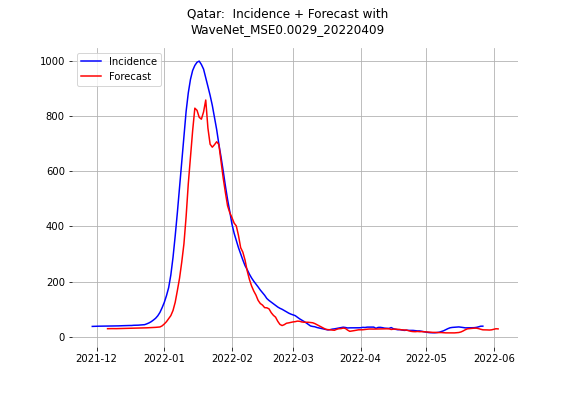 Qatar:  Incidence + Forecast with
WaveNet_MSE0.0029_20220409
Incidence
Forecast
1000
800
600
400
200
0
2021-12 2022-01 2022-02 2022-03 2022-04 2022-05 2022-06